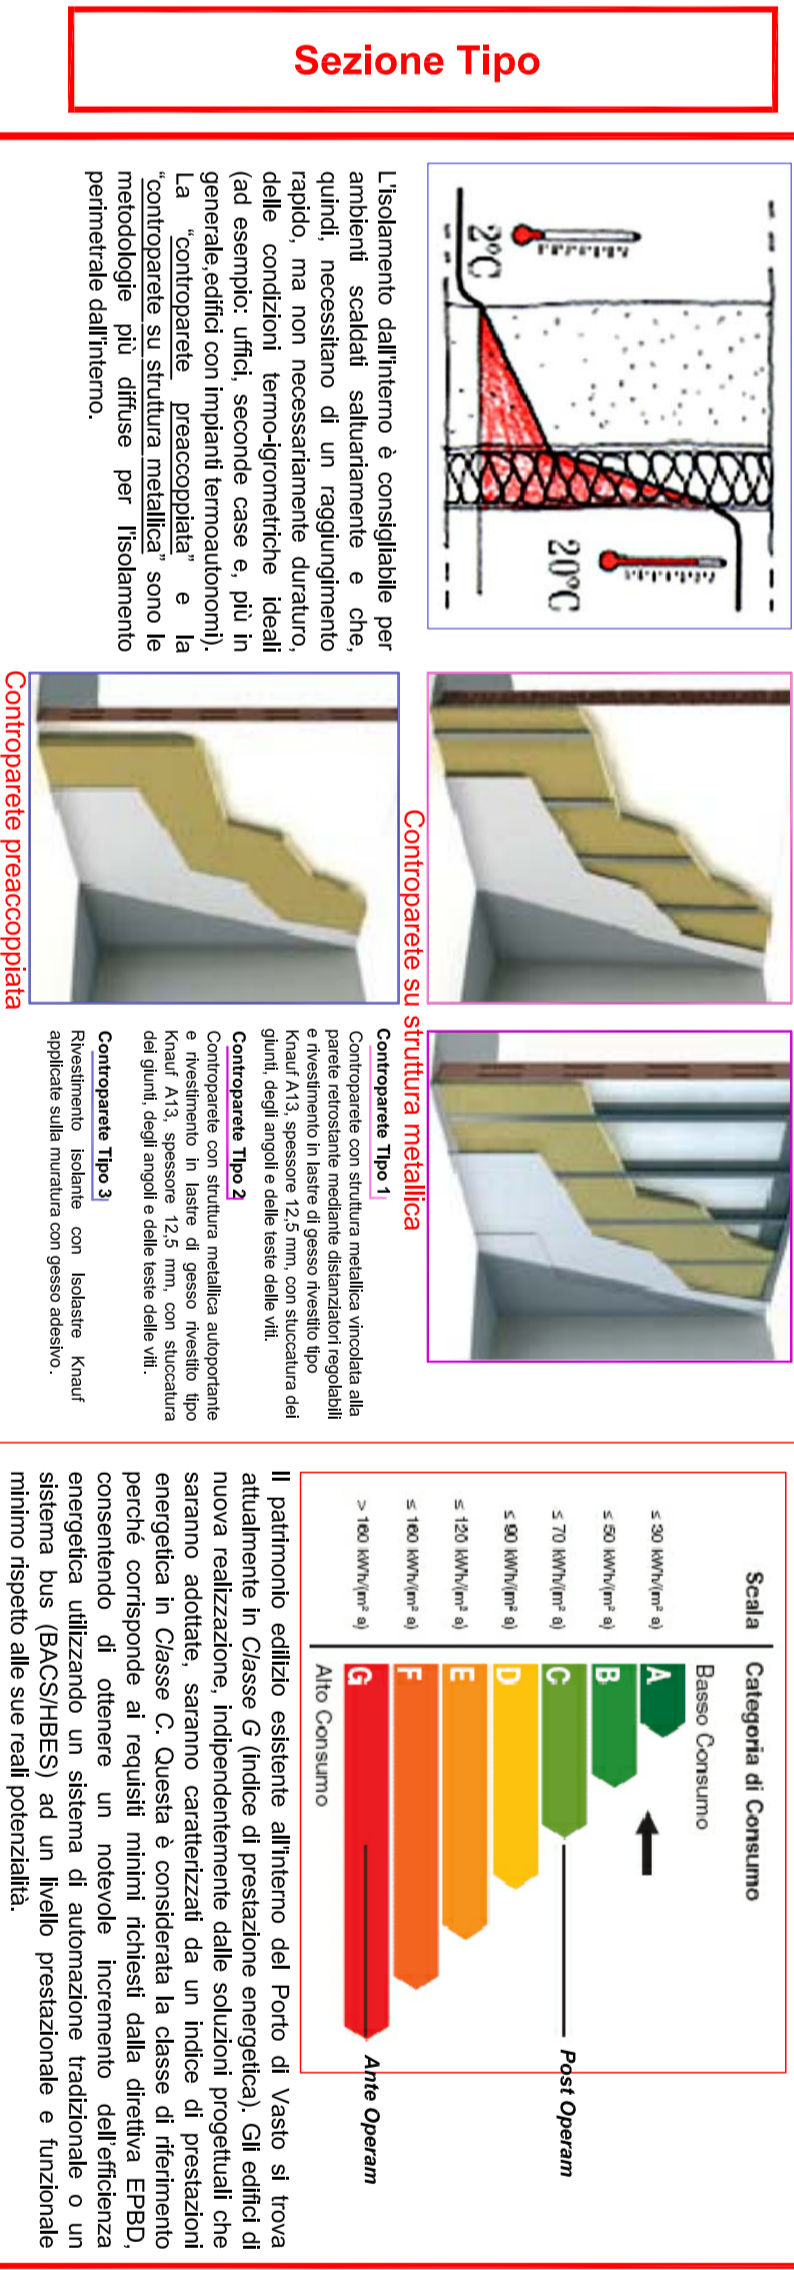 Sezione Tipo
2°C
20°C
L'isolamento dall'interno è consigliabile per
ambienti scaldati saltuariamente e che,
quindi, necessitano di un raggiungimento
rapido, ma non necessariamente duraturo,
delle condizioni termo-igrometriche ideali
(ad esempio: uffici, seconde case e, più in
generale,edifici con impianti termoautonomi).
La “controparete preaccoppiata” e la
“controparete su struttura metallica” sono le
metodologie più diffuse per l'isolamento
perimetrale dall'interno.
Controparete su struttura metallica
Controparete preaccoppiata
Controparete TIpo 1
Controparete con struttura metallica vincolata alla
parete retrostante mediante distanziatori regolabili
e rivestimento in lastre di gesso rivestito tipo
Knauf A13, spessore 12,5 mm, con stuccatura dei
giunti, degli angoli e delle teste delle viti.
Controparete TIpo 2
Controparete con struttura metallica autoportante
e rivestimento in lastre di gesso rivestito tipo
Knauf A13, spessore 12,5 mm, con stuccatura
dei giunti, degli angoli e delle teste delle viti .
Controparete Tipo 3
Rivestimento isolante con Isolastre Knauf
applicate sulla muratura con gesso adesivo .
Scala Categoria di Consumo
Basso Consumo
≤ 30 kWh/(m² a) A
≤ 50 kWh/(m² a) B
≤ 70 kWh/(m² a) C Post Operam
≤ 90 kWh/(m² a) D
≤ 120 kWh/(m² a) E
≤ 160 kWh/(m² a) F
> 160 kWh/(m² a) G Ante Operam
Alto Consumo
Il patrimonio edilizio esistente all'interno del Porto di Vasto si trova
attualmente in Classe G (indice di prestazione energetica). Gli edifici di
nuova realizzazione, indipendentemente dalle soluzioni progettuali che
saranno adottate, saranno caratterizzati da un indice di prestazioni
energetica in Classe C. Questa è considerata la classe di riferimento
perché corrisponde ai requisiti minimi richiesti dalla direttiva EPBD,
consentendo di ottenere un notevole incremento dell'efficienza
energetica utilizzando un sistema di automazione tradizionale o un
sistema bus (BACS/HBES) ad un livello prestazionale e funzionale
minimo rispetto alle sue reali potenzialità.